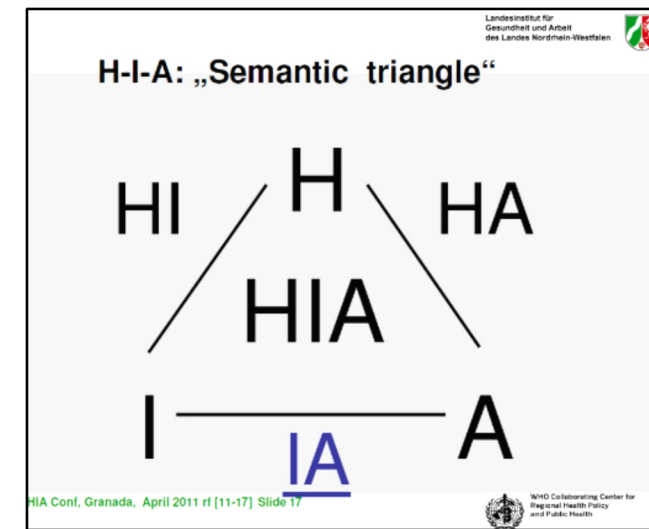 Landesinstitut für
Gesundheit und Arbeit
des Landes Nordrhein-Westfalen
H-I-A: „Semantic triangle“
H
HI
HA
HIA
I
A
IA
HIA Conf, Granada, April 2011 rf [11-17] Slide 17
WHO Collaborating Center for
Regional Health Policy
and Public Health